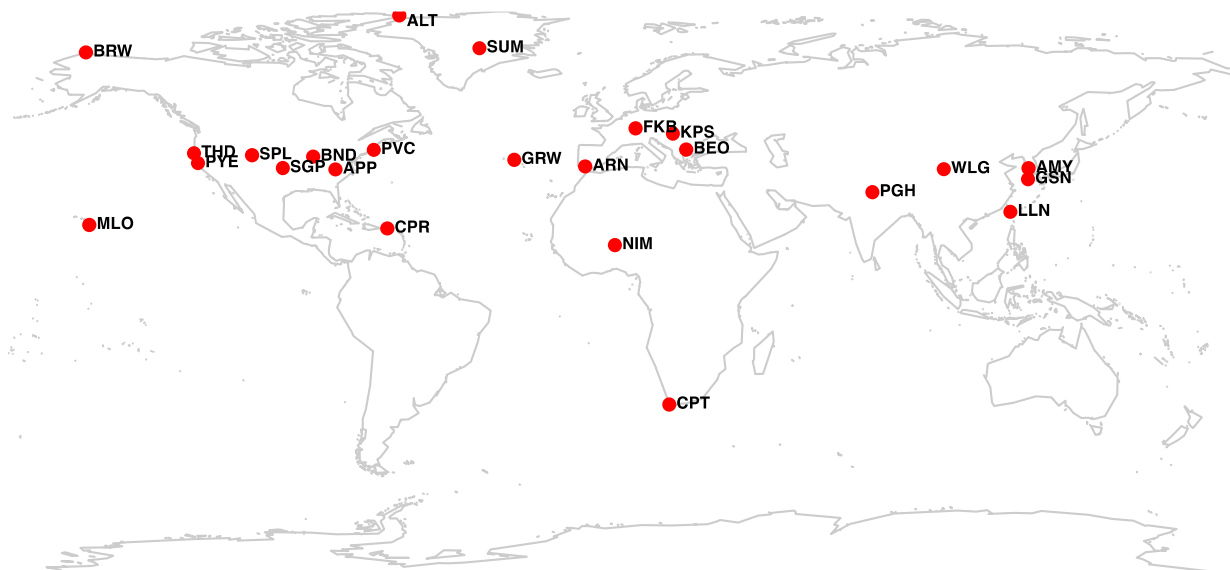 ALT
SUM
BRW
FKB
KPS
THD
SPL
BND
PVC
BEO
PYE
SGP
APP
GRW
ARN
WLG
AMY
GSN
PGH
LLN
MLO
CPR
NIM
CPT